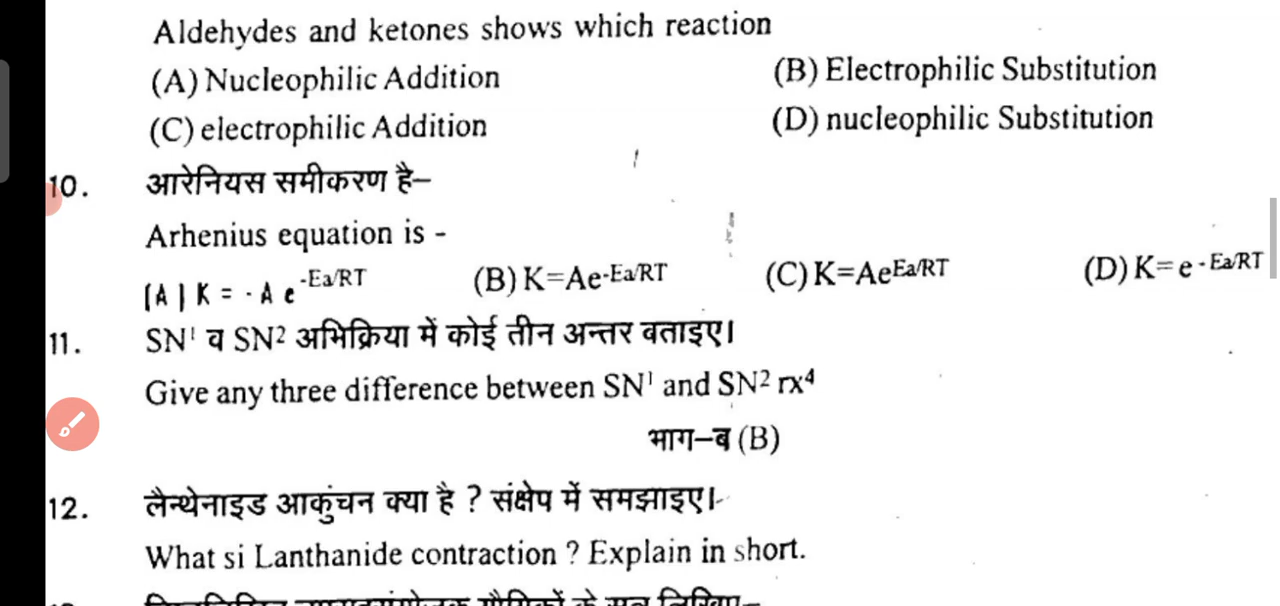 Aldehydes and ketones shows which reaction
(A) Nucleophilic Addition (B) Electrophilic Substitution
(C) electrophilic Addition (D) nucleophilic Substitution
10. आरेनियस समीकरण है–
Arhenius equation is -
[A] K = - A e -Ea/RT (B) K=Ae-Ea/RT (C) K=AeEa/RT (D) K= e - Ea/RT
11. SN¹ व SN² अभिक्रिया में कोई तीन अन्तर बताइए।
Give any three difference between SN¹ and SN² rx⁴
भाग–ब (B)
12. लैन्थेनाइड आकुंचन क्या है ? संक्षेप में समझाइए।
What si Lanthanide contraction ? Explain in short.